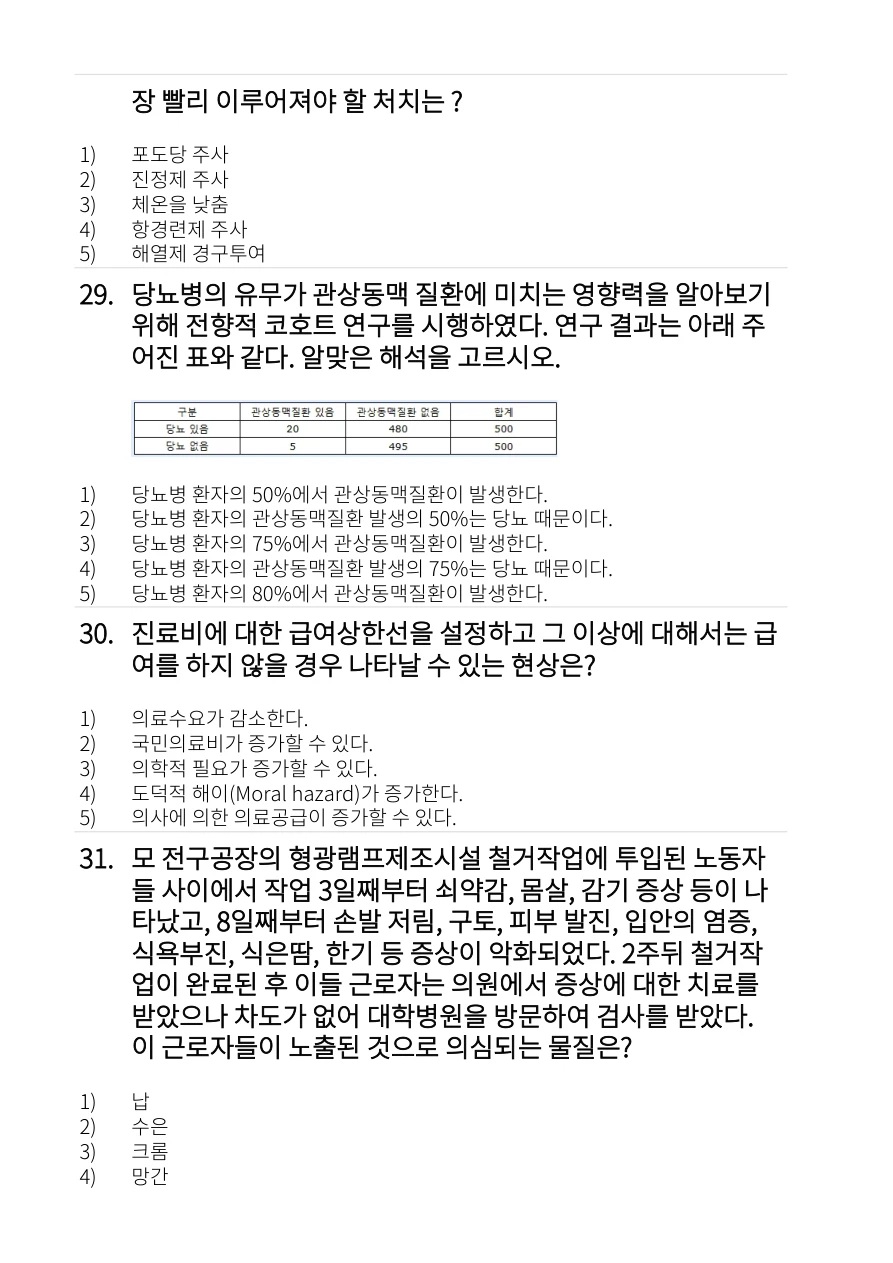 장 빨리 이루어져야 할 처치는 ?
1) 포도당 주사
2) 진정제 주사
3) 체온을 낮춤
4) 항경련제 주사
5) 해열제 경구투여
29. 당뇨병의 유무가 관상동맥 질환에 미치는 영향력을 알아보기
위해 전향적 코호트 연구를 시행하였다. 연구 결과는 아래 주
어진 표와 같다. 알맞은 해석을 고르시오.
구분 관상동맥질환 있음 관상동맥질환 없음 합계
당뇨 있음 20 480 500
당뇨 없음 5 495 500
1) 당뇨병 환자의 50%에서 관상동맥질환이 발생한다.
2) 당뇨병 환자의 관상동맥질환 발생의 50%는 당뇨 때문이다.
3) 당뇨병 환자의 75%에서 관상동맥질환이 발생한다.
4) 당뇨병 환자의 관상동맥질환 발생의 75%는 당뇨 때문이다.
5) 당뇨병 환자의 80%에서 관상동맥질환이 발생한다.
30. 진료비에 대한 급여상한선을 설정하고 그 이상에 대해서는 급
여를 하지 않을 경우 나타날 수 있는 현상은?
1) 의료수요가 감소한다.
2) 국민의료비가 증가할 수 있다.
3) 의학적 필요가 증가할 수 있다.
4) 도덕적 해이(Moral hazard)가 증가한다.
5) 의사에 의한 의료공급이 증가할 수 있다.
31. 모 전구공장의 형광램프제조시설 철거작업에 투입된 노동자
들 사이에서 작업 3일째부터 쇠약감, 몸살, 감기 증상 등이 나
타났고, 8일째부터 손발 저림, 구토, 피부 발진, 입안의 염증,
식욕부진, 식은땀, 한기 등 증상이 악화되었다. 2주뒤 철거작
업이 완료된 후 이들 근로자는 의원에서 증상에 대한 치료를
받았으나 차도가 없어 대학병원을 방문하여 검사를 받았다.
이 근로자들이 노출된 것으로 의심되는 물질은?
1) 납
2) 수은
3) 크롬
4) 망간